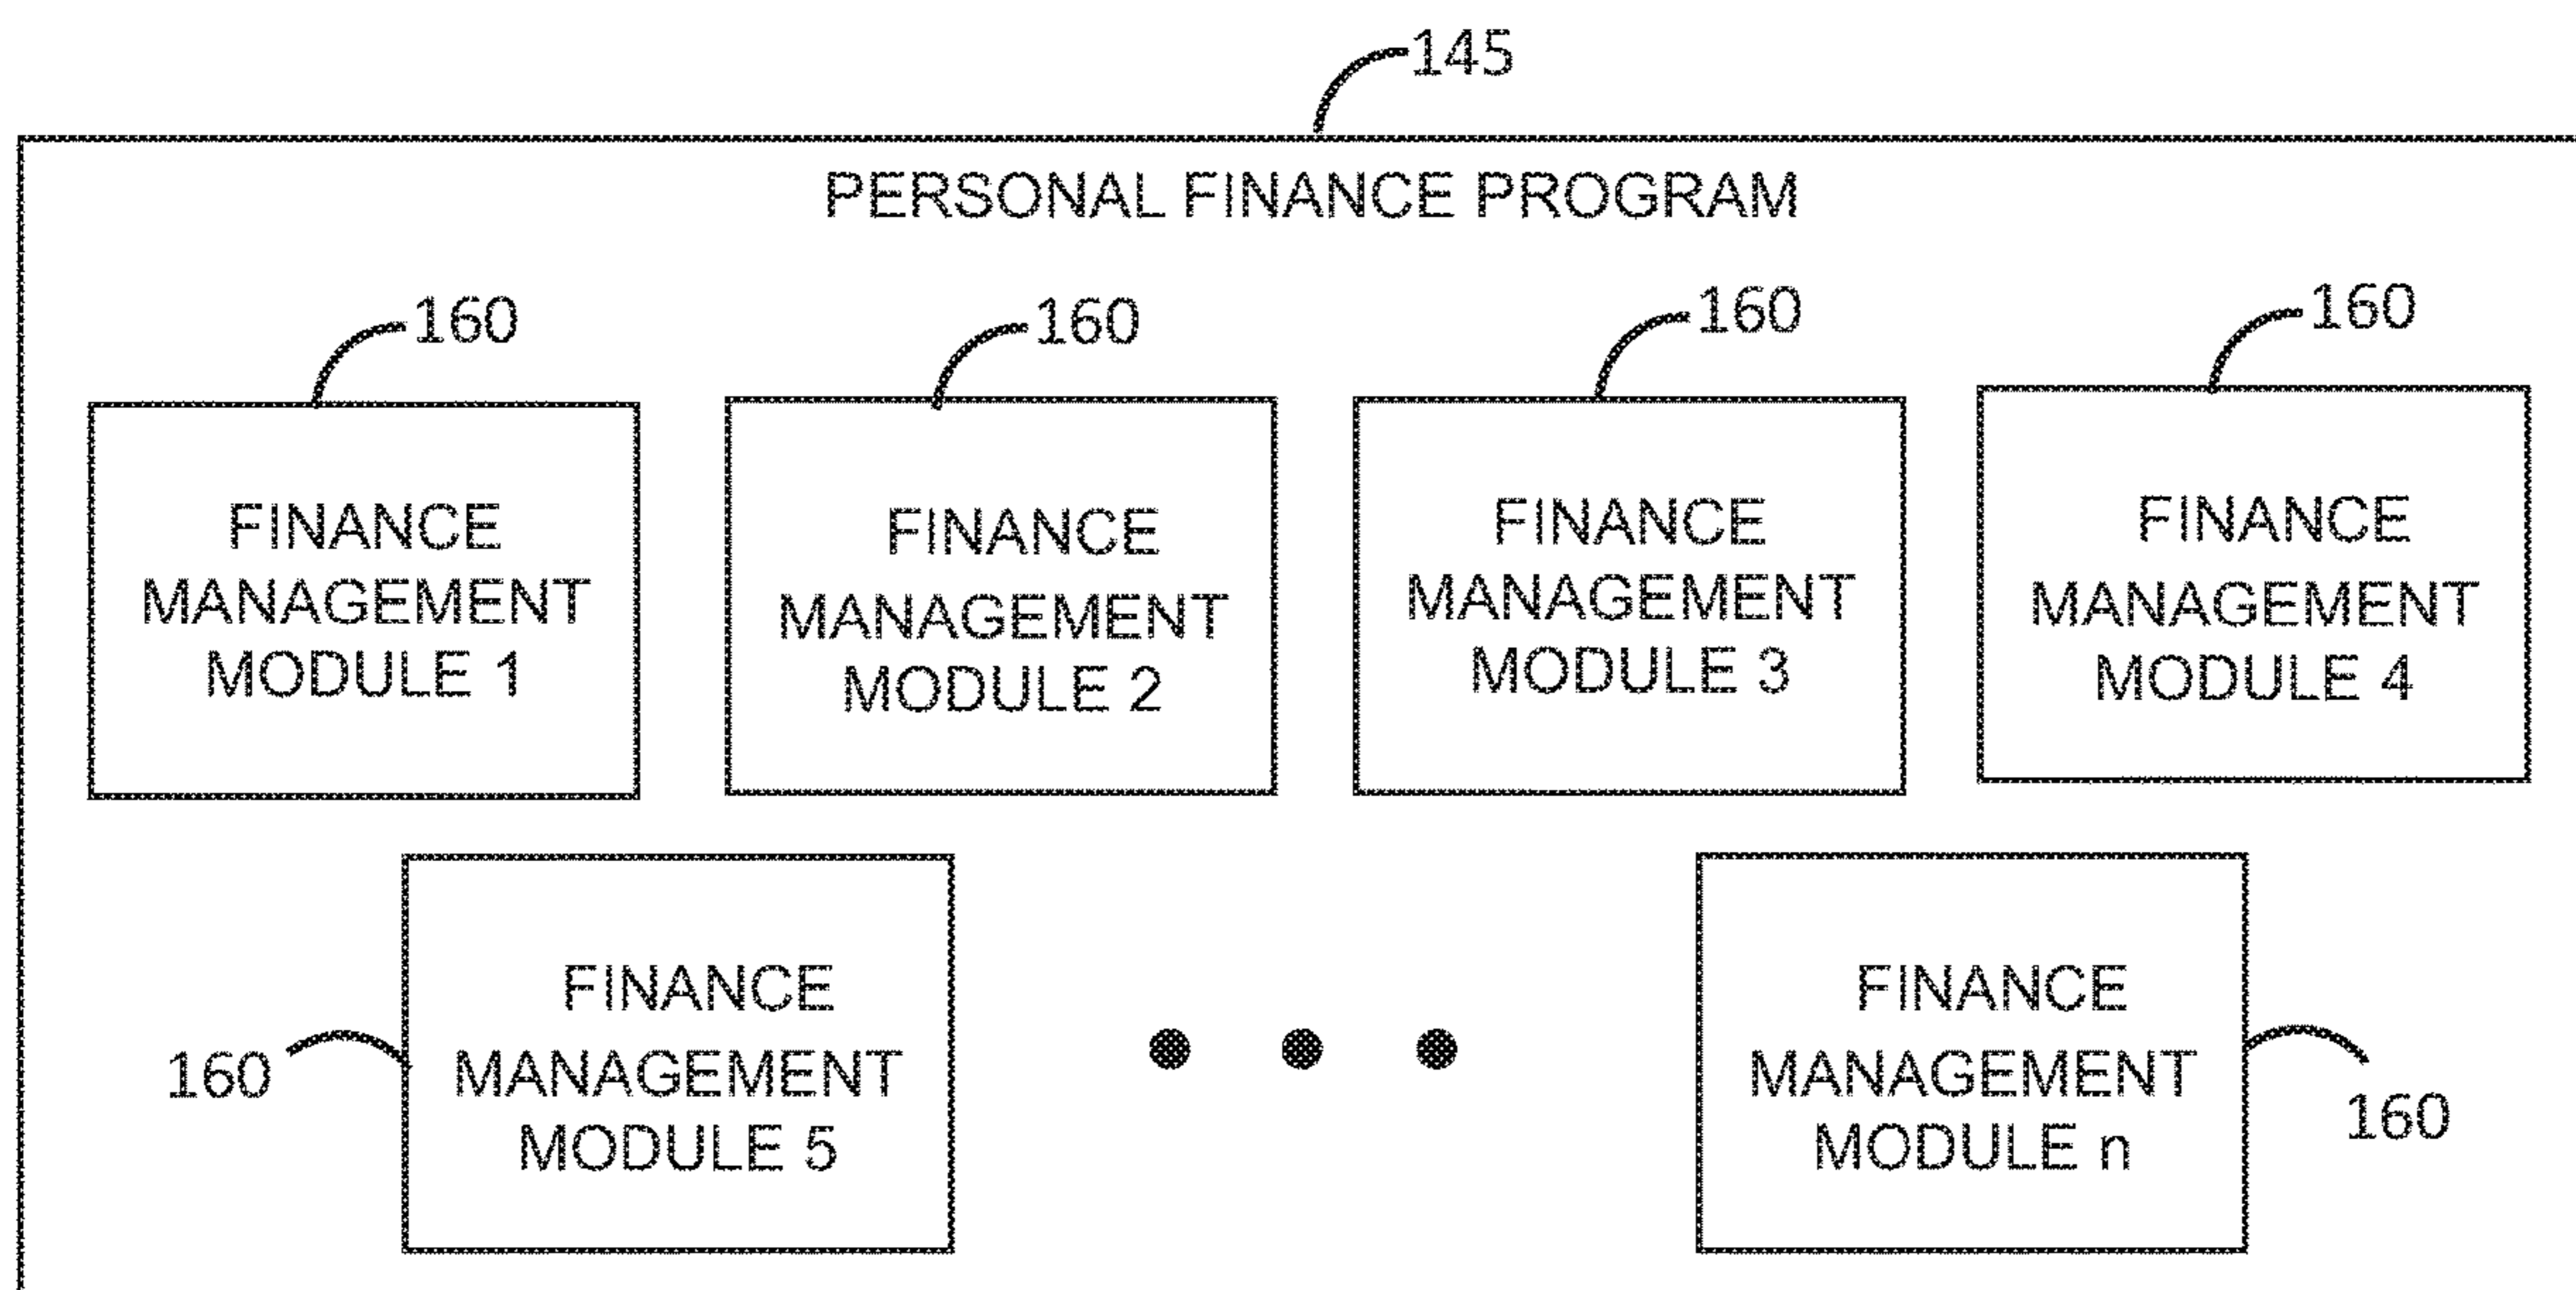 145
PERSONAL FINANCE PROGRAM
160
160
160
160
FINANCE
MANAGEMENT
MODULE 1
FINANCE
MANAGEMENT
MODULE 2
FINANCE
MANAGEMENT
MODULE 3
FINANCE
MANAGEMENT
MODULE 4
160
FINANCE
MANAGEMENT
MODULE 5
FINANCE
MANAGEMENT
MODULE n
160